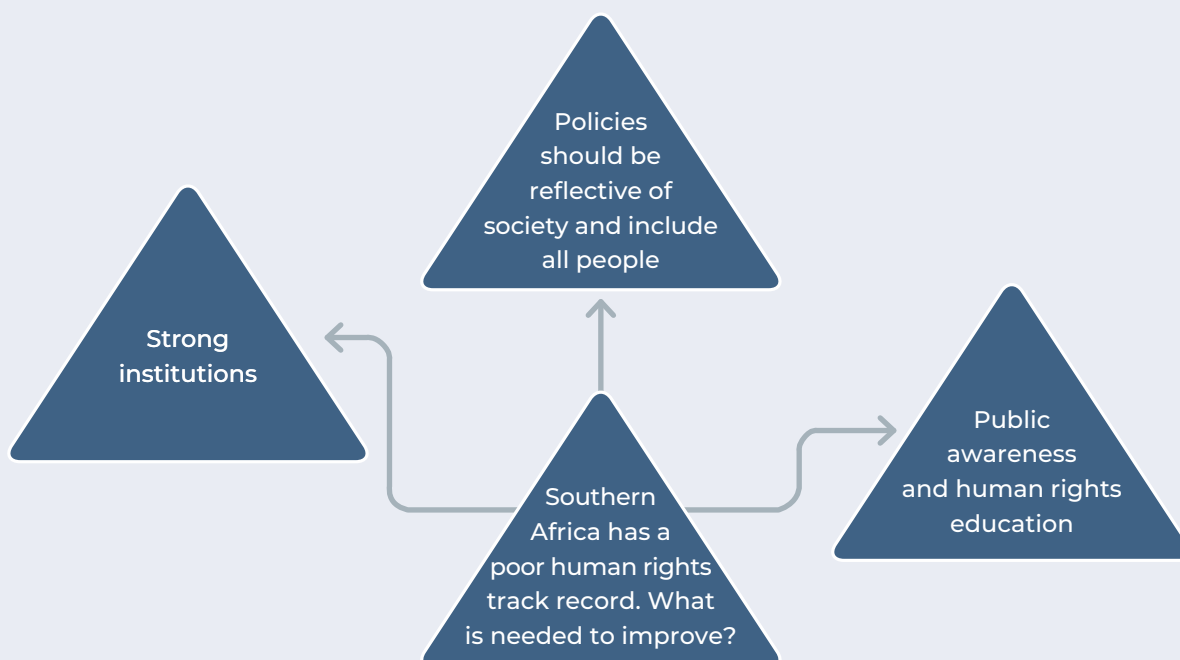 Policies
should be
reflective of
society and include
all people
Strong
institutions
Public
awareness
and human rights
education
Southern
Africa has a
poor human rights
track record. What
is needed to improve?